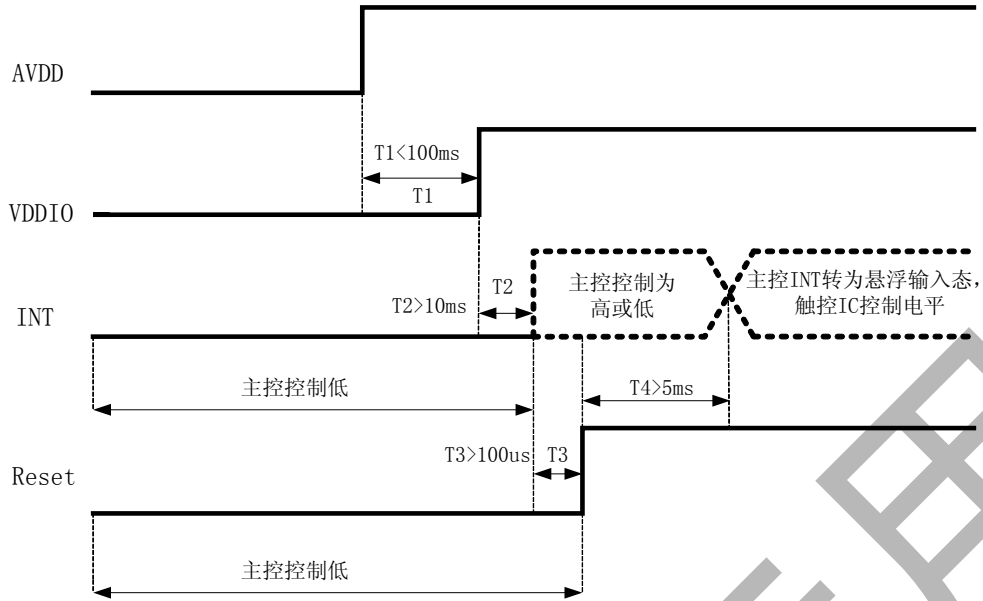 AVDD
T1<100ms
T1
VDDIO
T2
T2>10ms
主控控制为
高或低
主控INT转为悬浮输入态,
触控IC控制电平
INT
主控控制低
T4>5ms
T3>100us
T3
Reset
主控控制低